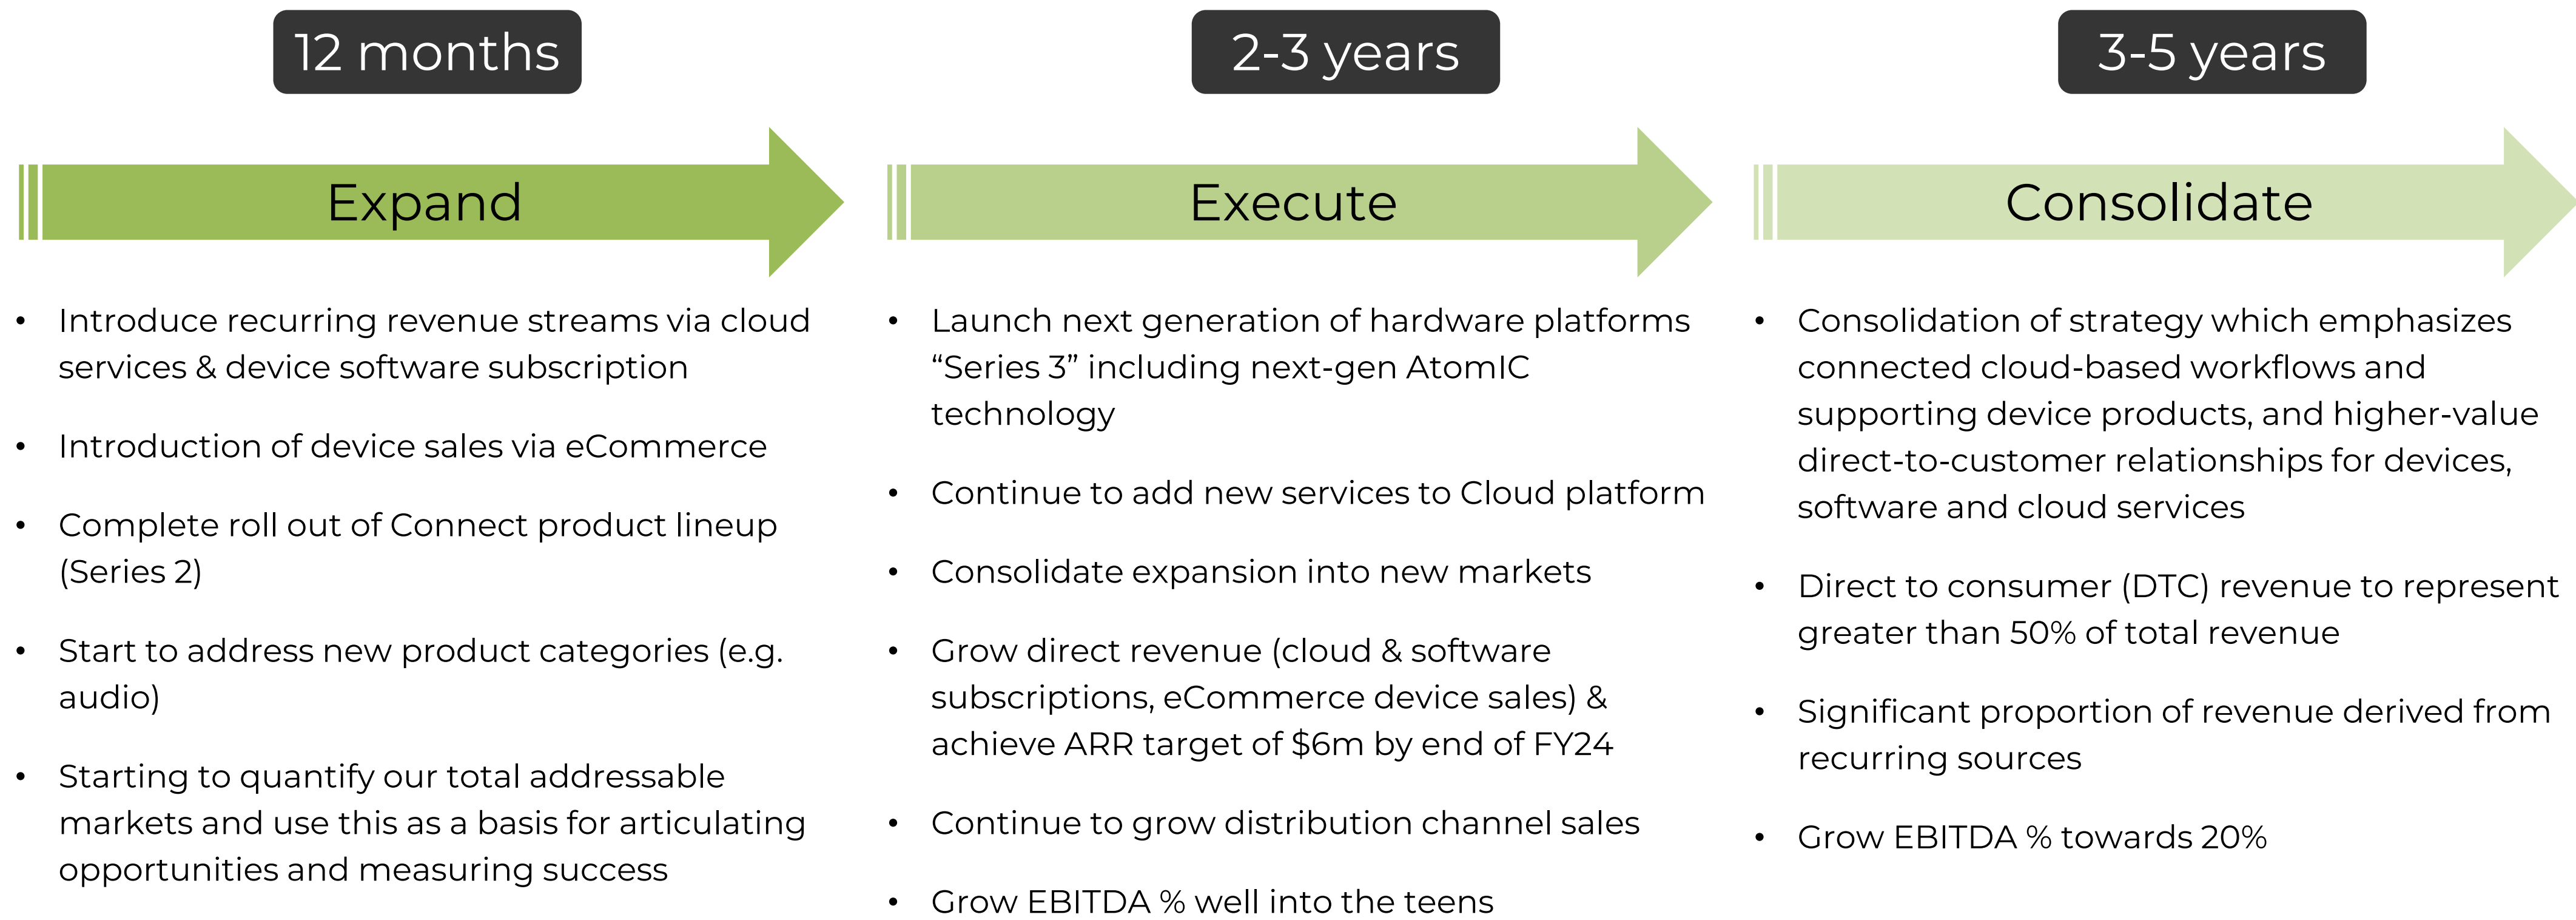 12 months
Expand
• Introduce recurring revenue streams via cloud
services & device software subscription
• Introduction of device sales via eCommerce
• Complete roll out of Connect product lineup
(Series 2)
• Start to address new product categories (e.g.
audio)
• Starting to quantify our total addressable
markets and use this as a basis for articulating
opportunities and measuring success
2-3 years
Execute
• Launch next generation of hardware platforms
“Series 3” including next-gen AtomIC
technology
• Continue to add new services to Cloud platform
• Consolidate expansion into new markets
• Grow direct revenue (cloud & software
subscriptions, eCommerce device sales) &
achieve ARR target of $6m by end of FY24
• Continue to grow distribution channel sales
• Grow EBITDA % well into the teens
3-5 years
Consolidate
• Consolidation of strategy which emphasizes
connected cloud-based workflows and
supporting device products, and higher-value
direct-to-customer relationships for devices,
software and cloud services
• Direct to consumer (DTC) revenue to represent
greater than 50% of total revenue
• Significant proportion of revenue derived from
recurring sources
• Grow EBITDA % towards 20%